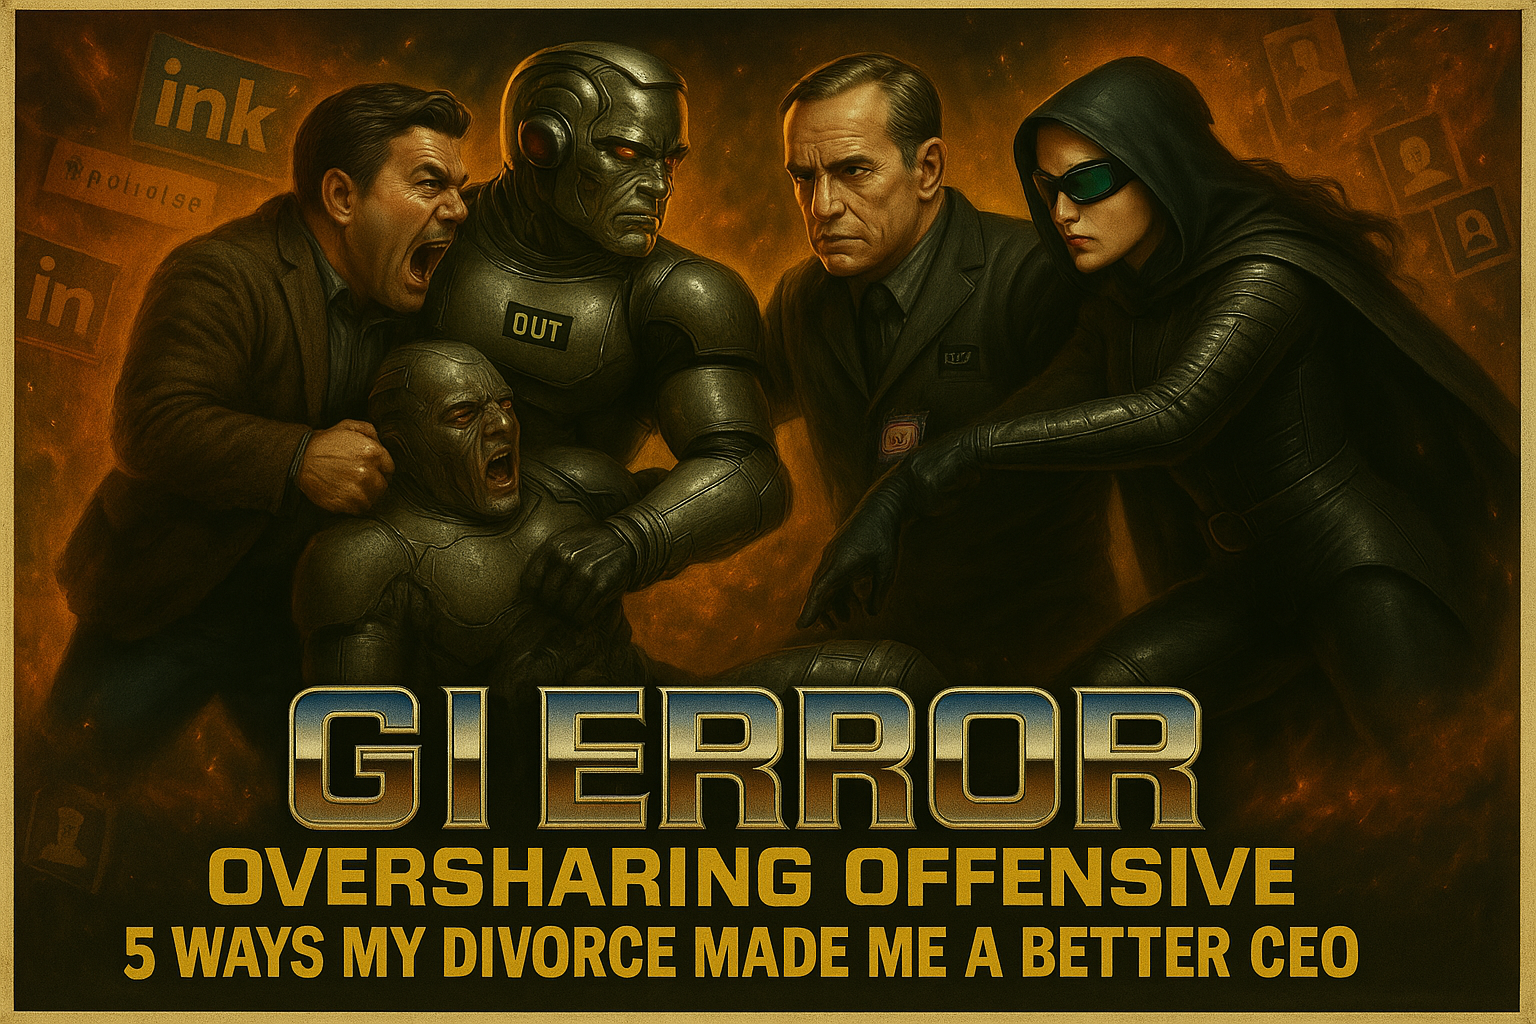 ink
in
OUT
GI ERROR
OVERSHARING OFFENSIVE
5 WAYS MY DIVORCE MADE ME A BETTER CEO